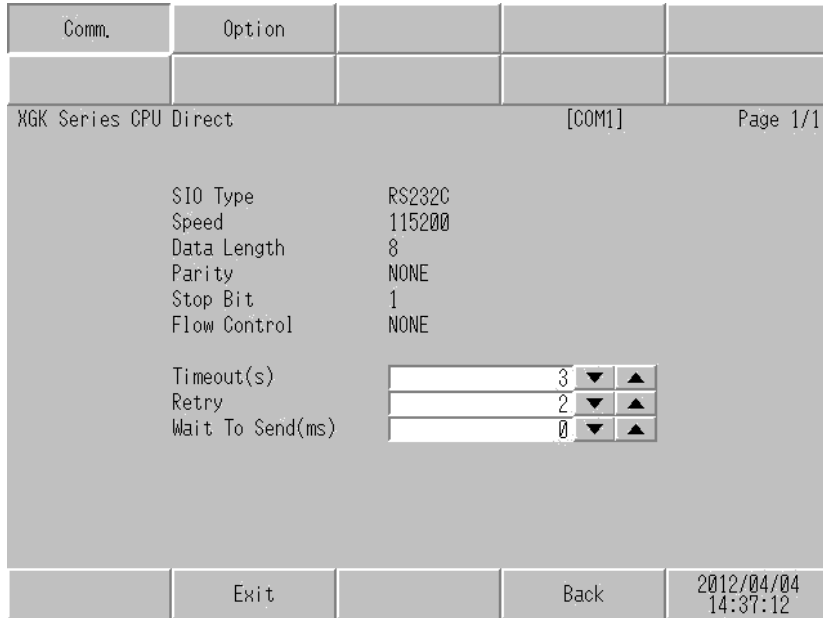 Comm. Option
XGK Series CPU Direct [COM1] Page 1/1
SIO Type RS232C
Speed 115200
Data Length 8
Parity NONE
Stop Bit 1
Flow Control NONE
Timeout(s) 3 ▼ ▲
Retry 2 ▼ ▲
Wait To Send(ms) 0 ▼ ▲
Exit Back 2012/04/04
14:37:12